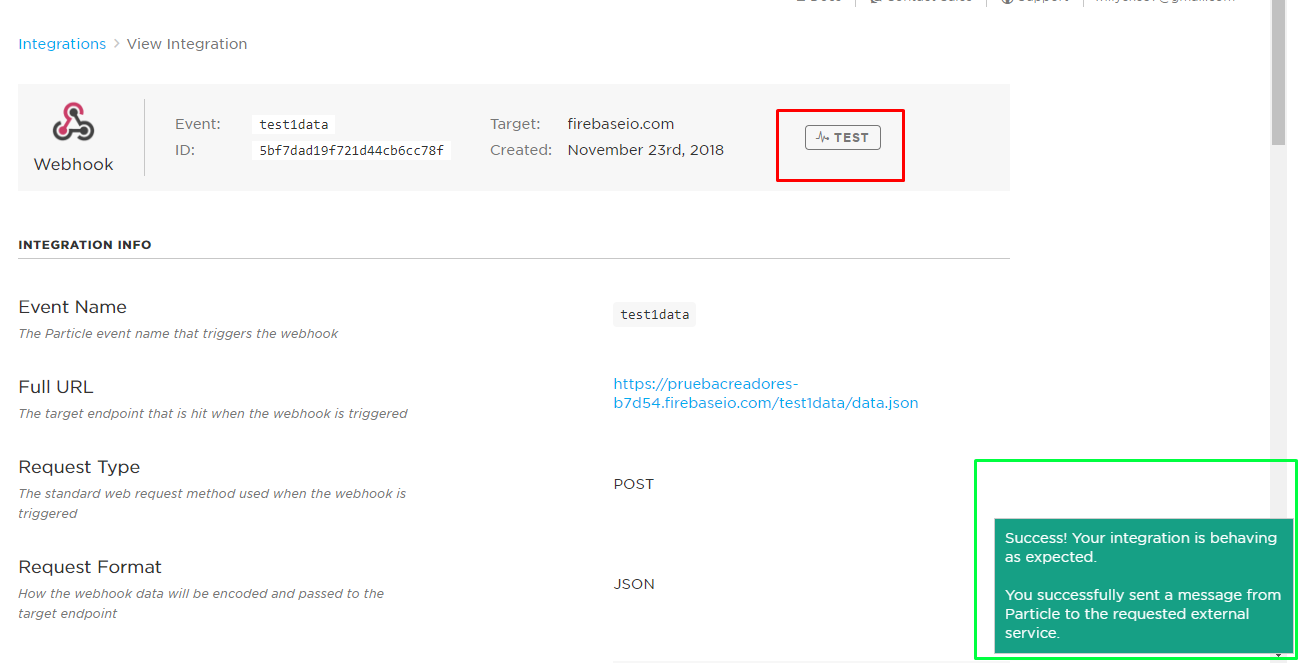 Docs Contact Sales Support
Integrations > View Integration
Webhook
Event: test1data
ID: 5bf7dad19f721d44cb6cc78f
Target: firebaseio.com
Created: November 23rd, 2018
TEST
INTEGRATION INFO
Event Name
The Particle event name that triggers the webhook
test1data
Full URL
The target endpoint that is hit when the webhook is triggered
https://pruebacreadores-
b7d54.firebaseio.com/test1data/data.json
Request Type
The standard web request method used when the webhook is
triggered
POST
Request Format
How the webhook data will be encoded and passed to the
target endpoint
JSON
Success! Your integration is behaving
as expected.
You successfully sent a message from
Particle to the requested external
service.